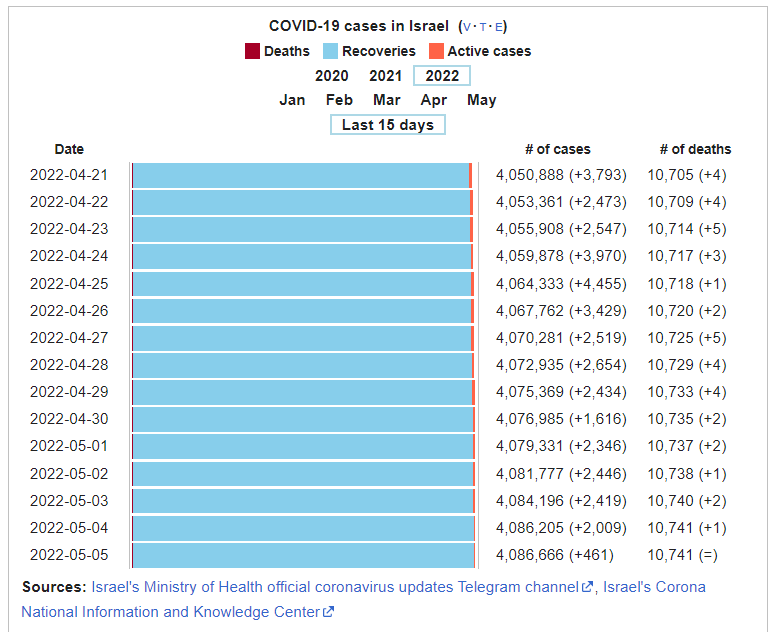 COVID-19 cases in Israel (V·T·E)
Deaths Recoveries Active cases
2020 2021 2022
Jan Feb Mar Apr May
Last 15 days
Date # of cases # of deaths
2022-04-21 4,050,888 (+3,793) 10,705 (+4)
2022-04-22 4,053,361 (+2,473) 10,709 (+4)
2022-04-23 4,055,908 (+2,547) 10,714 (+5)
2022-04-24 4,059,878 (+3,970) 10,717 (+3)
2022-04-25 4,064,333 (+4,455) 10,718 (+1)
2022-04-26 4,067,762 (+3,429) 10,720 (+2)
2022-04-27 4,070,281 (+2,519) 10,725 (+5)
2022-04-28 4,072,935 (+2,654) 10,729 (+4)
2022-04-29 4,075,369 (+2,434) 10,733 (+4)
2022-04-30 4,076,985 (+1,616) 10,735 (+2)
2022-05-01 4,079,331 (+2,346) 10,737 (+2)
2022-05-02 4,081,777 (+2,446) 10,738 (+1)
2022-05-03 4,084,196 (+2,419) 10,740 (+2)
2022-05-04 4,086,205 (+2,009) 10,741 (+1)
2022-05-05 4,086,666 (+461) 10,741 (=)
Sources: Israel's Ministry of Health official coronavirus updates Telegram channel, Israel's Corona
National Information and Knowledge Center